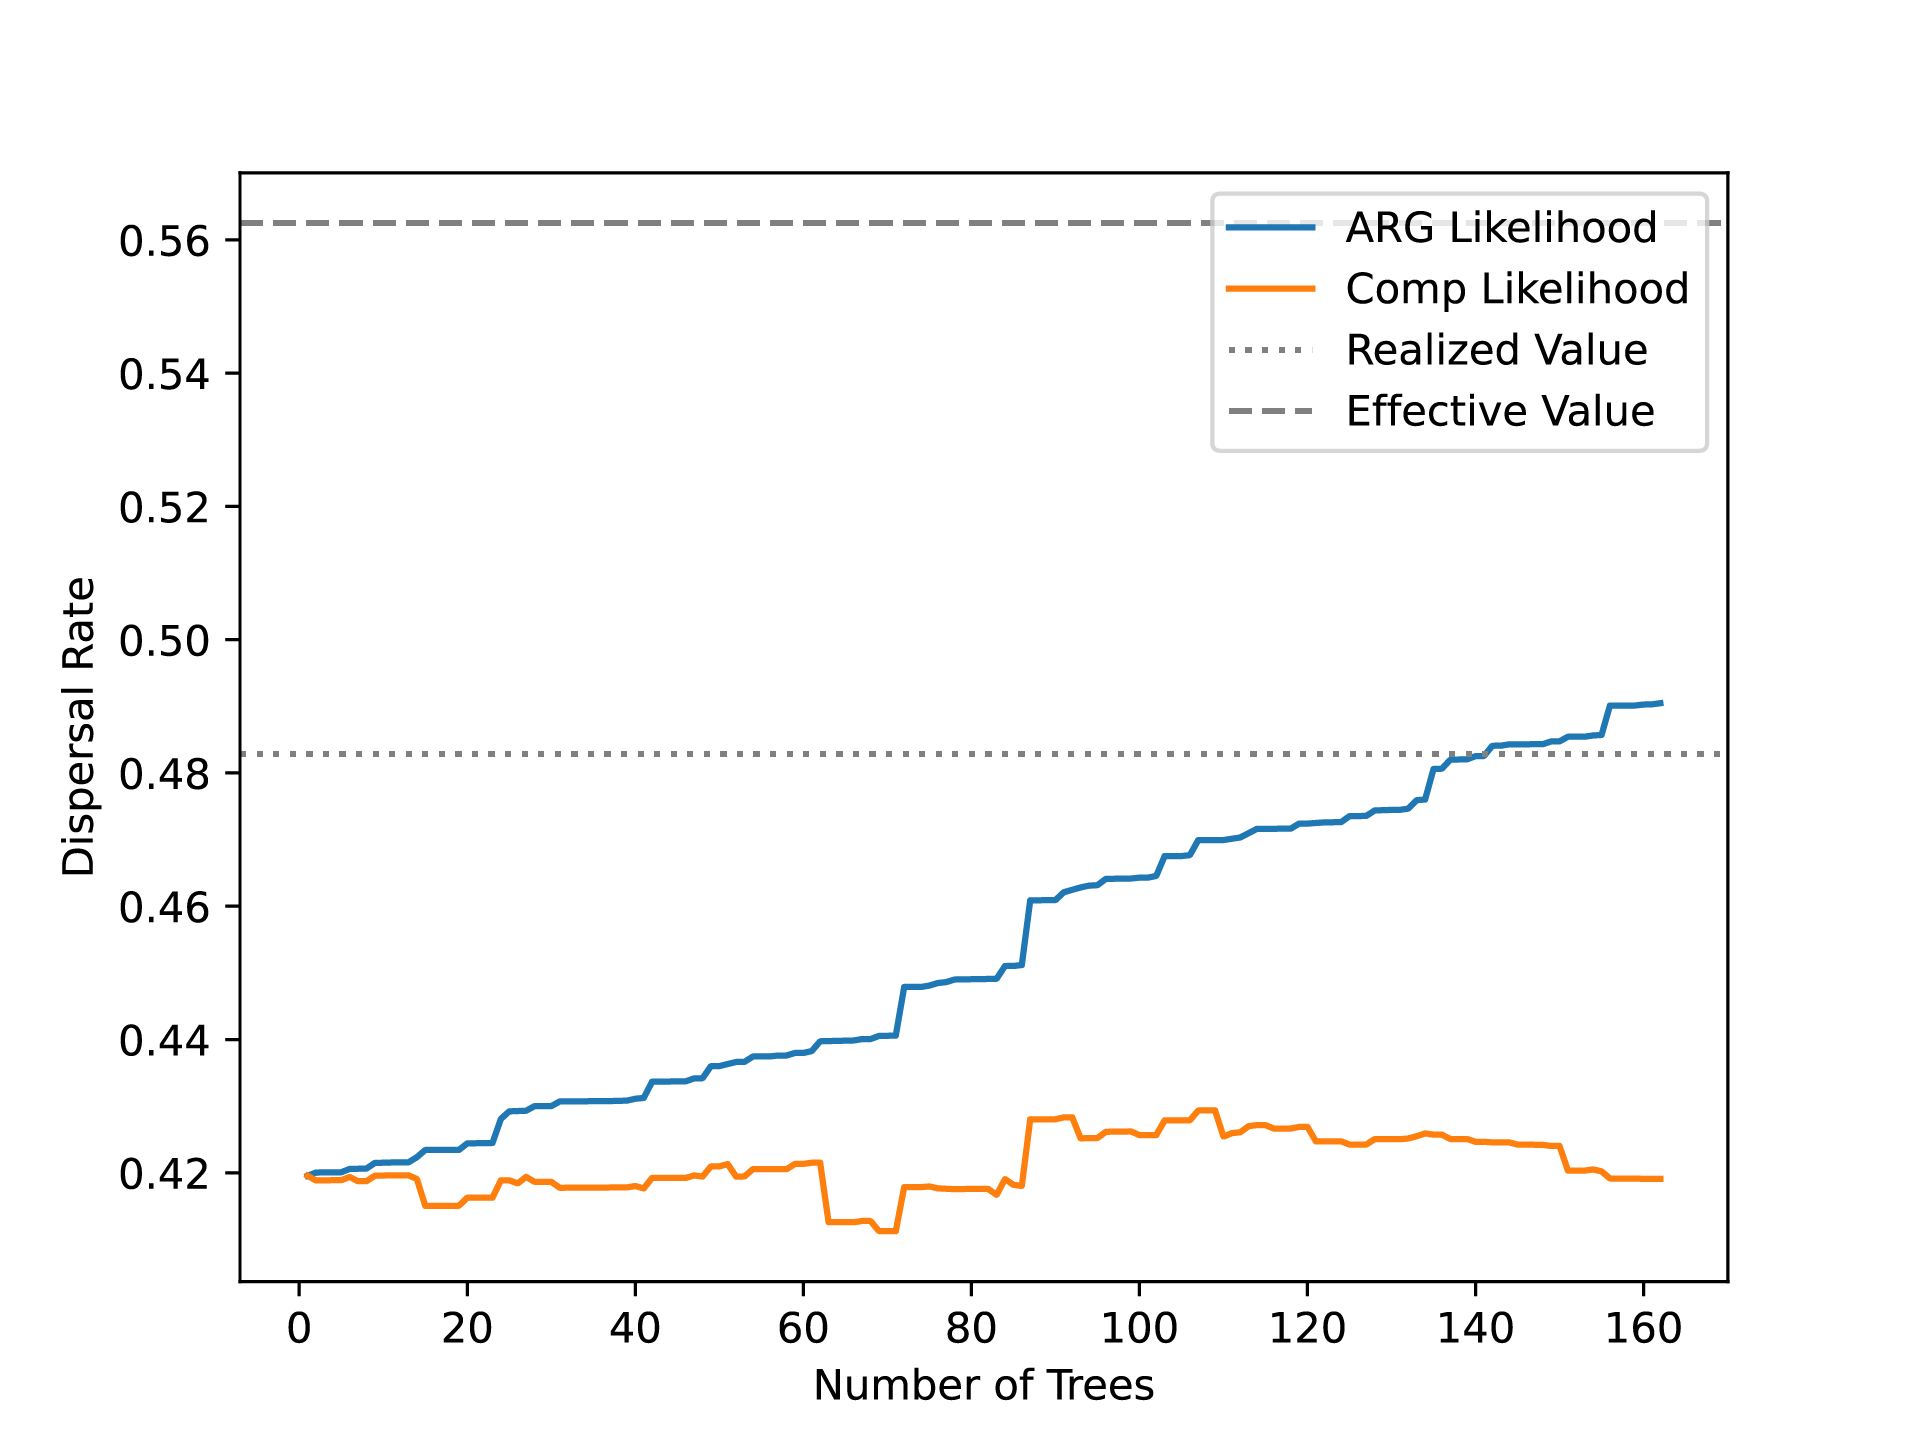 ARG Likelihood
Comp Likelihood
Realized Value
Effective Value
0.56
0.54
0.52
0.50
0.48
0.46
0.44
0.42
Dispersal Rate
0 20 40 60 80 100 120 140 160
Number of Trees